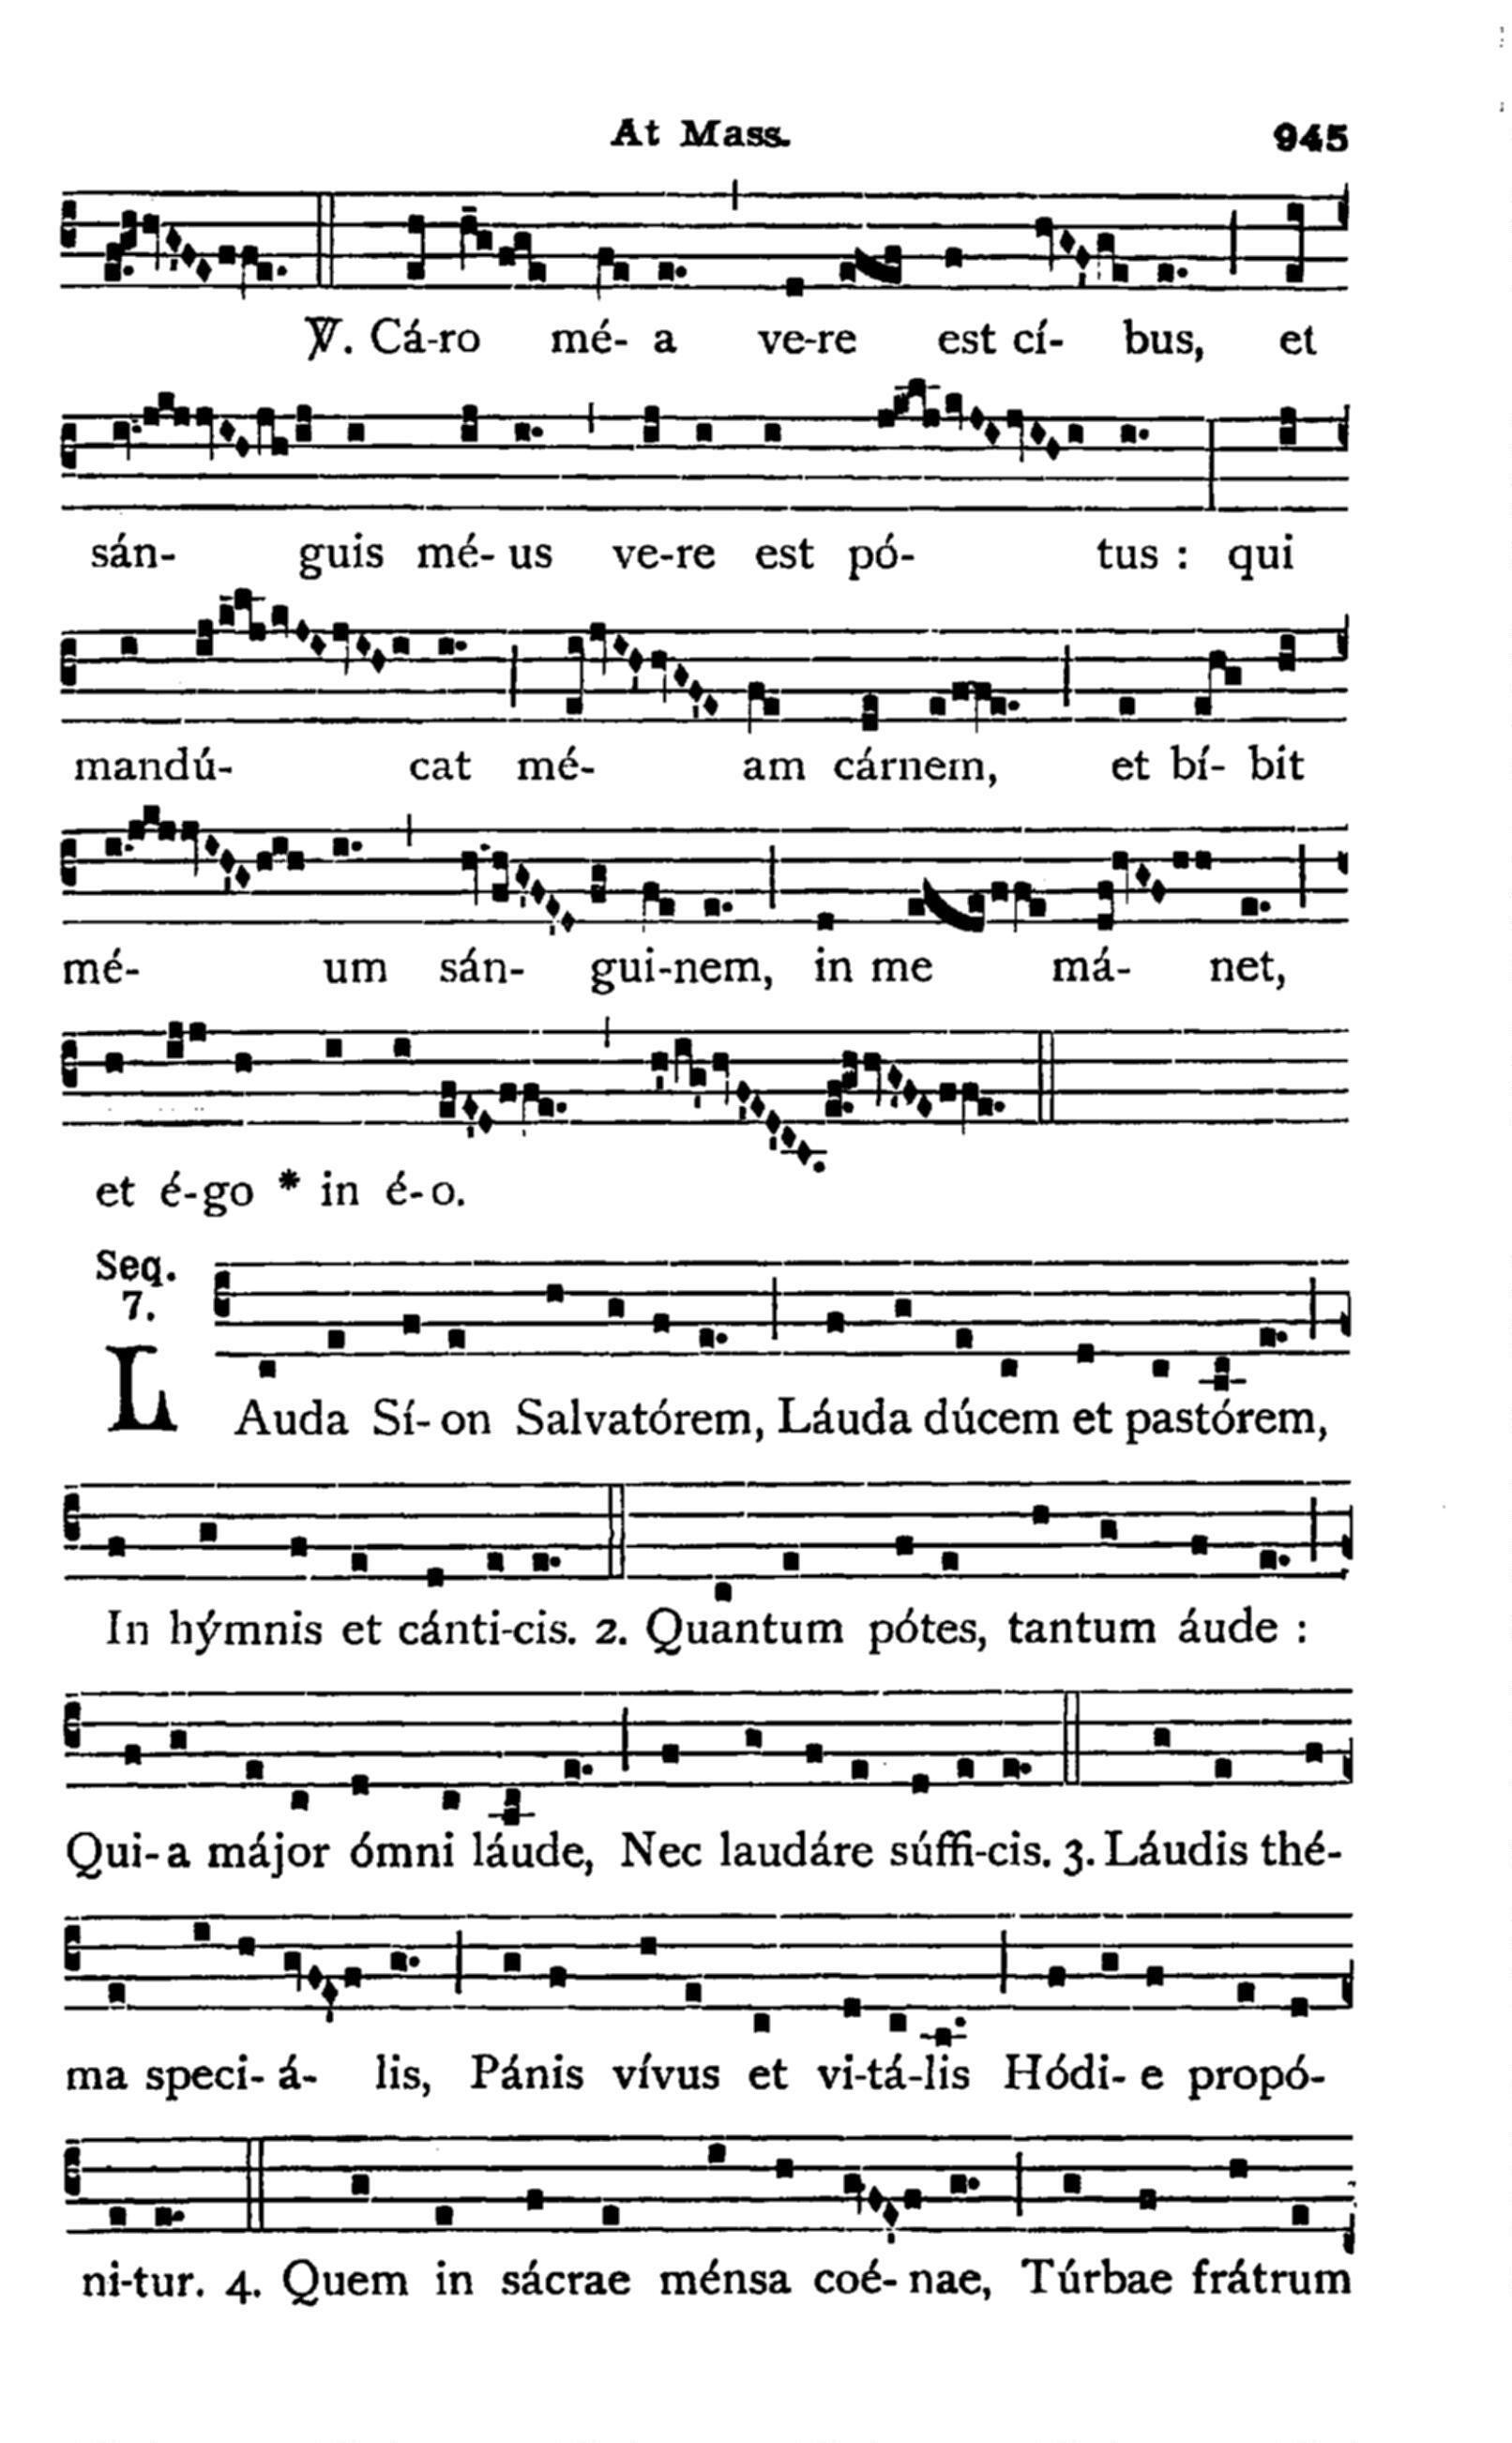 At Mass. 945
℣. Cá-ro mé- a ve-re est cí- bus, et
sán- guis mé- us ve-re est pó- tus : qui
mandú- cat mé- am cárnem, et bí- bit
mé- um sán- gui-nem, in me má- net,
et é-go * in é- o.
Seq.
7.
LAuda Sí- on Salvatórem, Láuda dúcem et pastórem,
In hýmnis et cánti-cis. 2. Quantum pótes, tantum áude :
Qui- a májor ómni láude, Nec laudáre súffi-cis. 3. Láudis thé-
ma speci- á- lis, Pánis vívus et vi-tá-lis Hódi- e propó-
ni-tur. 4. Quem in sácrae ménsa coé- nae, Túrbae frátrum